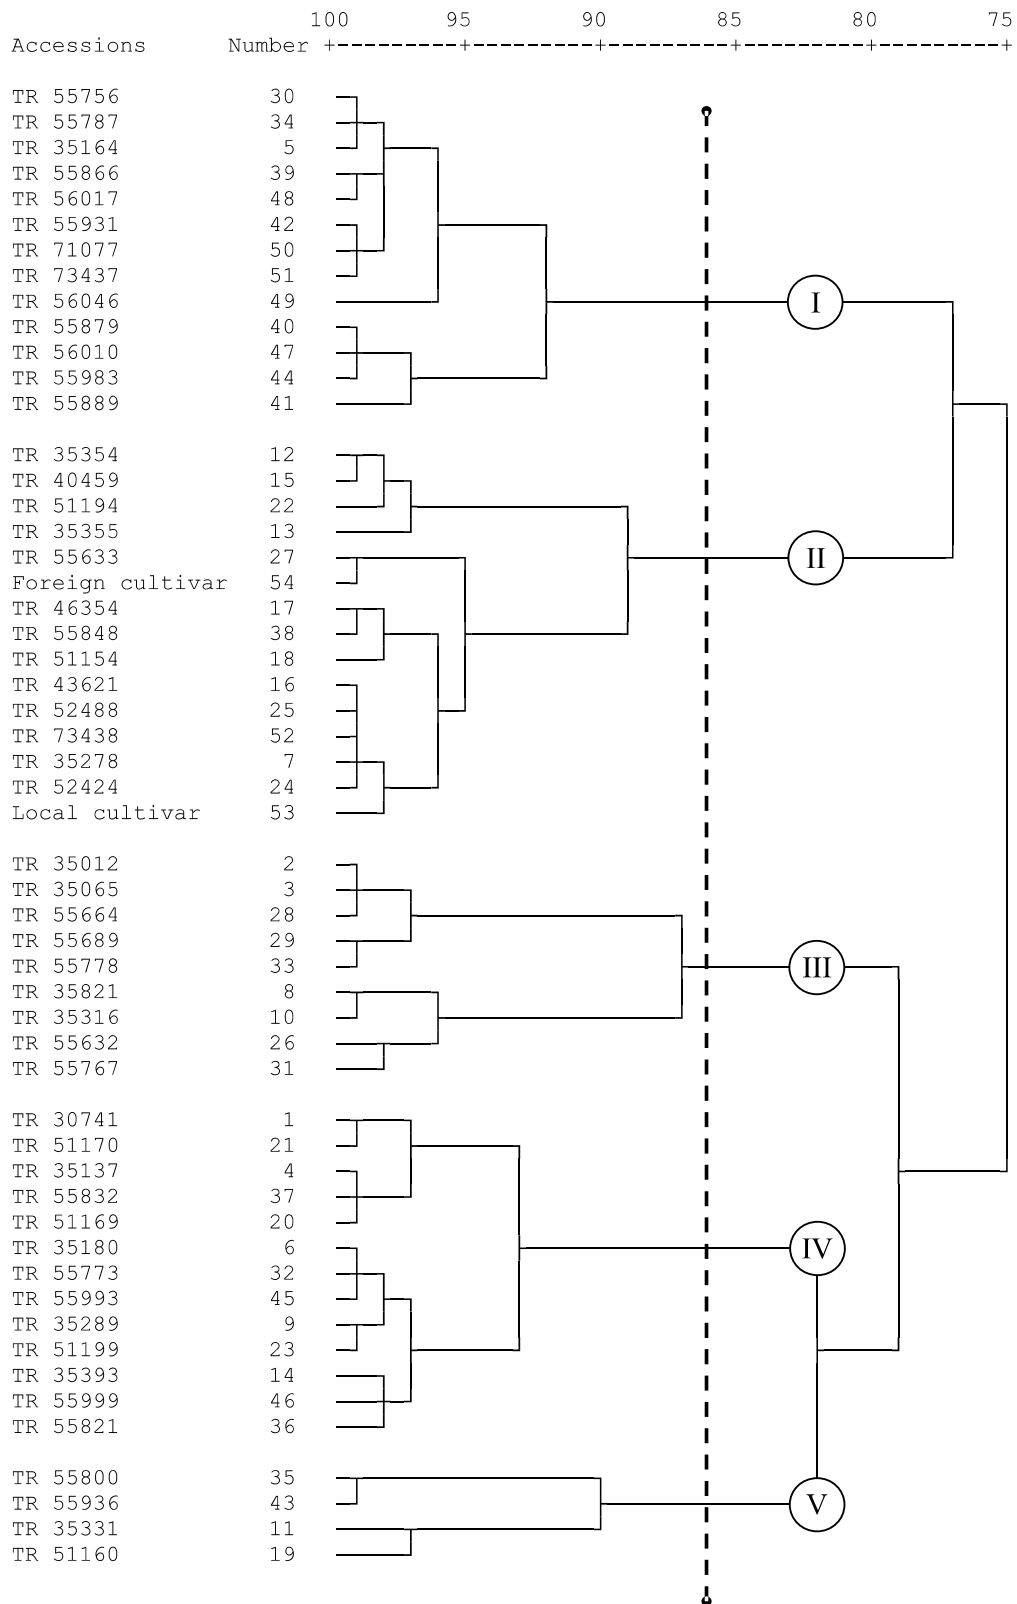 100 95 90 85 80 75
Accessions Number
TR 55756 30
TR 55787 34
TR 35164 5
TR 55866 39
TR 56017 48
TR 55931 42
TR 71077 50
TR 73437 51
TR 56046 49
I
TR 55879 40
TR 56010 47
TR 55983 44
TR 55889 41
TR 35354 12
TR 40459 15
TR 51194 22
TR 35355 13
TR 55633 27
II
Foreign cultivar 54
TR 46354 17
TR 55848 38
TR 51154 18
TR 43621 16
TR 52488 25
TR 73438 52
TR 35278 7
TR 52424 24
Local cultivar 53
TR 35012 2
TR 35065 3
TR 55664 28
TR 55689 29
TR 55778 33
III
TR 35821 8
TR 35316 10
TR 55632 26
TR 55767 31
TR 30741 1
TR 51170 21
TR 35137 4
TR 55832 37
TR 51169 20
TR 35180 6
IV
TR 55773 32
TR 55993 45
TR 35289 9
TR 51199 23
TR 35393 14
TR 55999 46
TR 55821 36
TR 55800 35
TR 55936 43
V
TR 35331 11
TR 51160 19